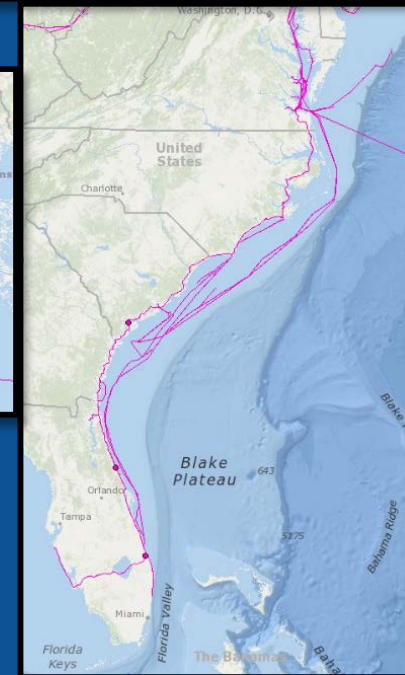 Washington, D.C.
United
States
Charlotte
Blake
Plateau
643
5175
Blake
Bahama Ridge
Orlando
Tampa
Miami
Florida Valley
Florida
Keys
The Bahamas